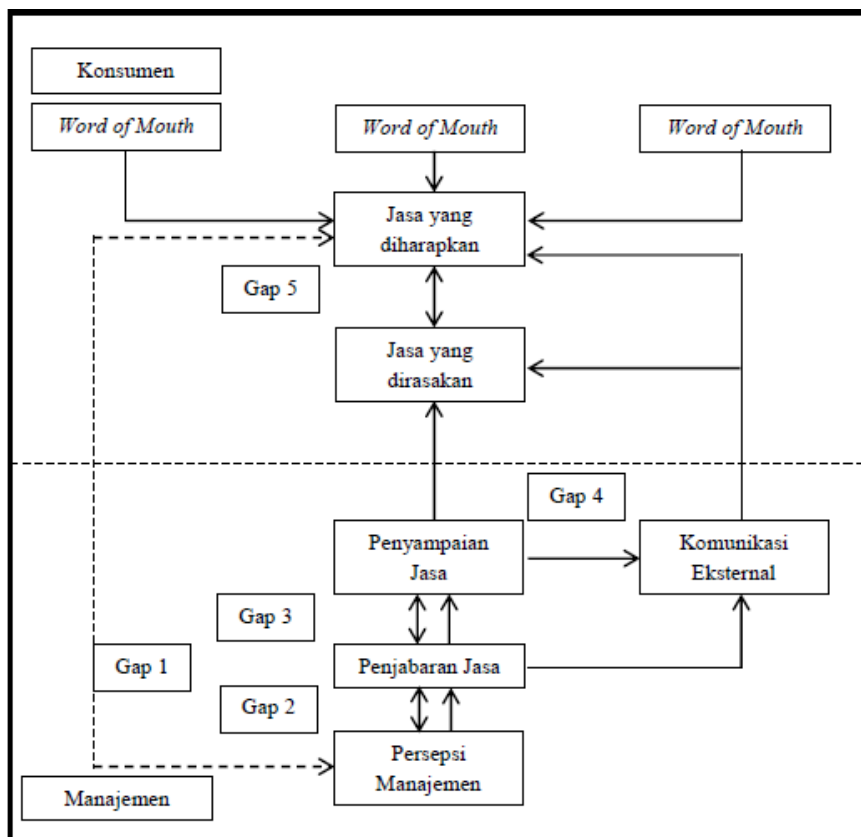 Konsumen
Word of Mouth
Word of Mouth
Word of Mouth
Jasa yang
diharapkan
Gap 5
Jasa yang
dirasakan
Gap 4
Penyampaian
Jasa
Komunikasi
Eksternal
Gap 3
Gap 1
Penjabaran Jasa
Gap 2
Persepsi
Manajemen
Manajemen